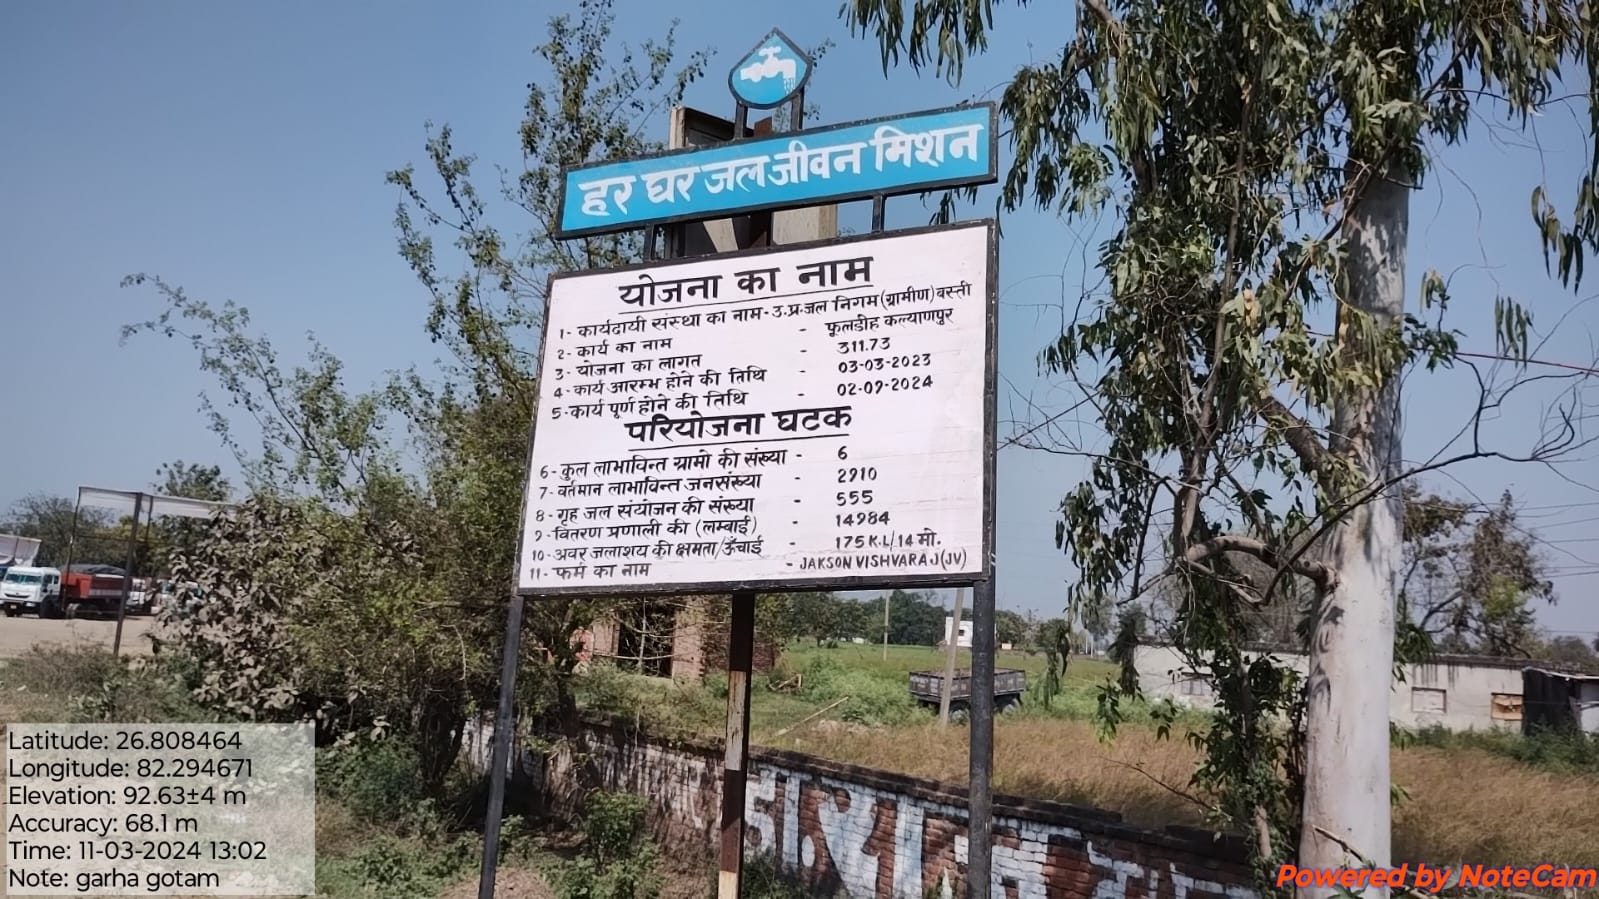 हर घर जल जीवन मिशन
योजना का नाम
1- कार्यदायी संस्था का नाम - उ.प्र.जल निगम(ग्रामीण)बस्ती
2- कार्य का नाम - फूलडीह कल्याणपुर
3- योजना का लागत - 311.73
4- कार्य आरम्भ होने की तिथि - 03-03-2023
5- कार्य पूर्ण होने की तिथि - 02-09-2024
परियोजना घटक
6- कुल लाभाविन्त ग्रामो की संख्या - 6
7- वर्तमान लाभाविन्त जनसंख्या - 2910
8- गृह जल संयोजन की संख्या - 555
9- वितरण प्रणाली की (लम्बाई) - 14984
10- अवर जलाशय की क्षमता/ऊँचाई - 175 K.L/14 मी.
11- फर्म का नाम - JAKSON VISHVARAJ(JV)
Latitude: 26.808464
Longitude: 82.294671
Elevation: 92.63±4 m
Accuracy: 68.1 m
Time: 11-03-2024 13:02
Note: garha gotam
Powered by NoteCam